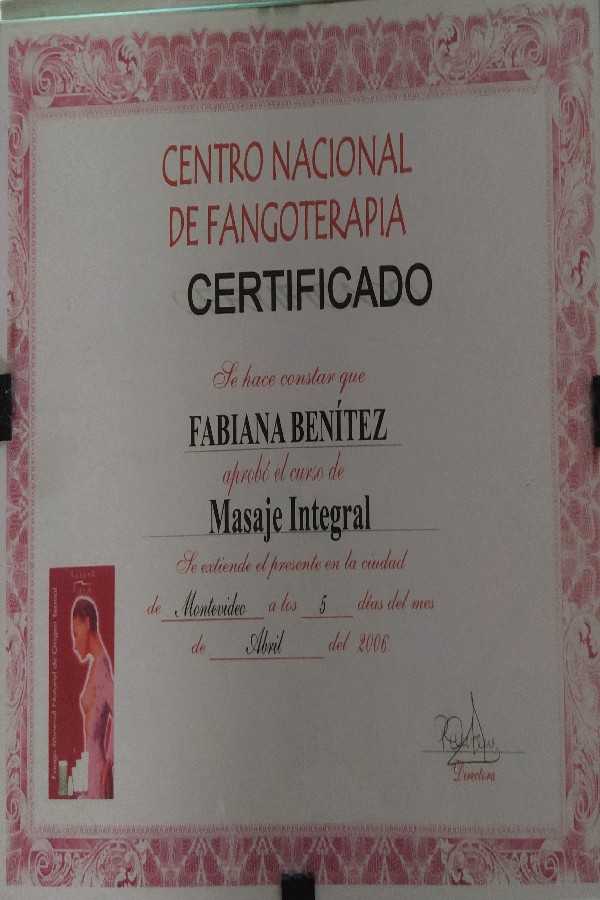 CENTRO NACIONAL
DE FANGOTERAPIA
CERTIFICADO
Se hace constar que
FABIANA BENÍTEZ
aprobó el curso de
Masaje Integral
Se extiende el presente en la ciudad
de Montevideo a los 5 días del mes
de Abril del 2006.
Directora